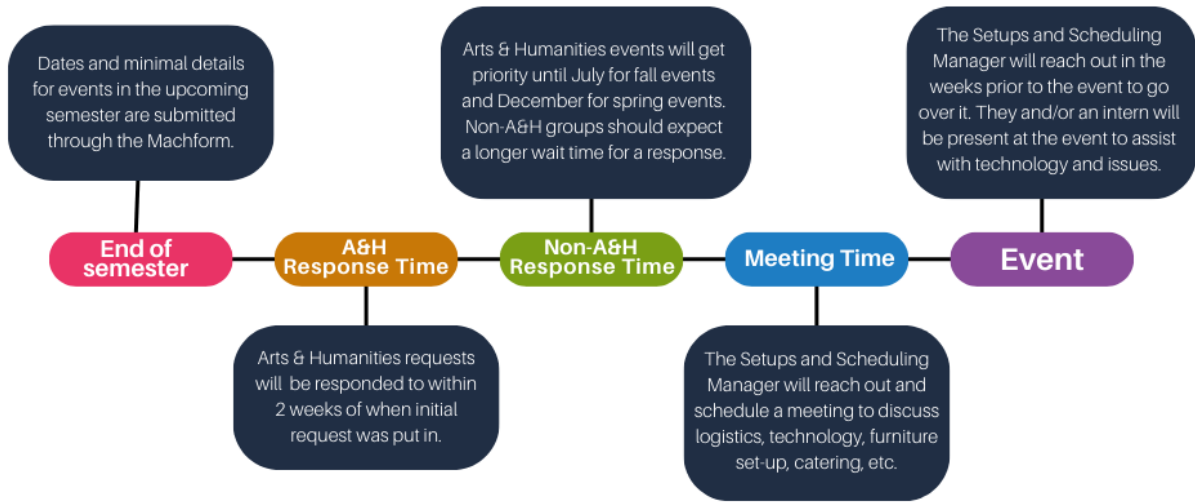 Dates and minimal details
for events in the upcoming
semester are submitted
through the Machform.
Arts & Humanities events will get
priority until July for fall events
and December for spring events.
Non-A&H groups should expect
a longer wait time for a response.
The Setups and Scheduling
Manager will reach out in the
weeks prior to the event to go
over it. They and/or an intern will
be present at the event to assist
with technology and issues.
End of
semester
A&H
Response Time
Non-A&H
Response Time
Meeting Time
Event
Arts & Humanities requests
will be responded to within
2 weeks of when initial
request was put in.
The Setups and Scheduling
Manager will reach out and
schedule a meeting to discuss
logistics, technology, furniture
set-up, catering, etc.